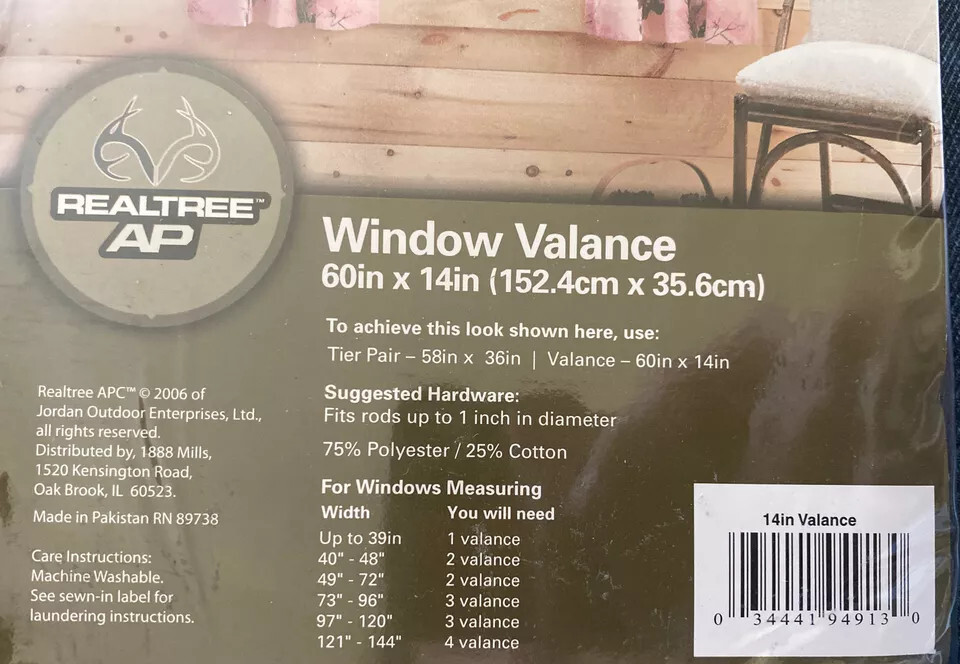 REALTREE™
AP
Window Valance
60in x 14in (152.4cm x 35.6cm)
To achieve this look shown here, use:
Tier Pair – 58in x 36in | Valance – 60in x 14in
Suggested Hardware:
Fits rods up to 1 inch in diameter
75% Polyester / 25% Cotton
For Windows Measuring
Width You will need
Up to 39in 1 valance
40" - 48" 2 valance
49" - 72" 2 valance
73" - 96" 3 valance
97" - 120" 3 valance
121" - 144" 4 valance
Realtree APC™ © 2006 of
Jordan Outdoor Enterprises, Ltd.,
all rights reserved.
Distributed by, 1888 Mills,
1520 Kensington Road,
Oak Brook, IL 60523.
Made in Pakistan RN 89738
Care Instructions:
Machine Washable.
See sewn-in label for
laundering instructions.
14in Valance
0 34441 94913 0